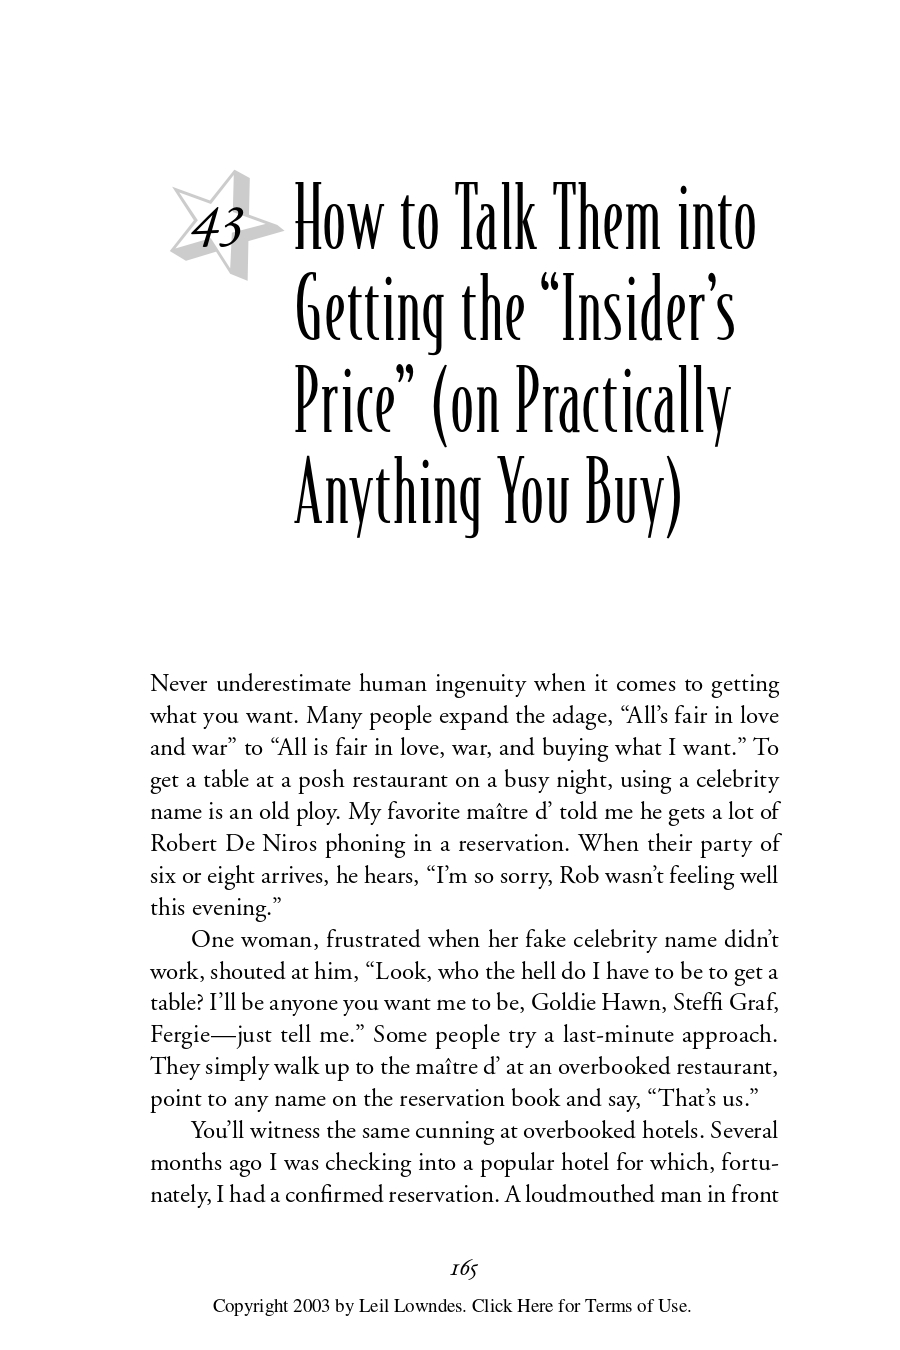 43
How to Talk Them into
Getting the “Insider’s
Price” (on Practically
Anything You Buy)
Never underestimate human ingenuity when it comes to getting
what you want. Many people expand the adage, “All’s fair in love
and war” to “All is fair in love, war, and buying what I want.” To
get a table at a posh restaurant on a busy night, using a celebrity
name is an old ploy. My favorite maître d’ told me he gets a lot of
Robert De Niros phoning in a reservation. When their party of
six or eight arrives, he hears, “I’m so sorry, Rob wasn’t feeling well
this evening.”
One woman, frustrated when her fake celebrity name didn’t
work, shouted at him, “Look, who the hell do I have to be to get a
table? I’ll be anyone you want me to be, Goldie Hawn, Steffi Graf,
Fergie—just tell me.” Some people try a last-minute approach.
They simply walk up to the maître d’ at an overbooked restaurant,
point to any name on the reservation book and say, “That’s us.”
You’ll witness the same cunning at overbooked hotels. Several
months ago I was checking into a popular hotel for which, fortu-
nately, I had a confirmed reservation. A loudmouthed man in front
165
Copyright 2003 by Leil Lowndes. Click Here for Terms of Use.